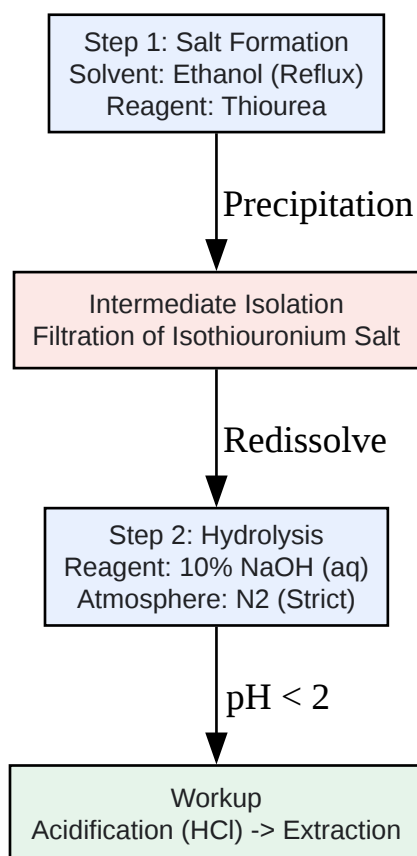 Step 1: Salt Formation
Solvent: Ethanol (Reflux)
Reagent: Thiourea
Precipitation
Intermediate Isolation
Filtration of Isothiouronium Salt
Redissolve
Step 2: Hydrolysis
Reagent: 10% NaOH (aq)
Atmosphere: N2 (Strict)
pH < 2
Workup
Acidification (HCl) -> Extraction